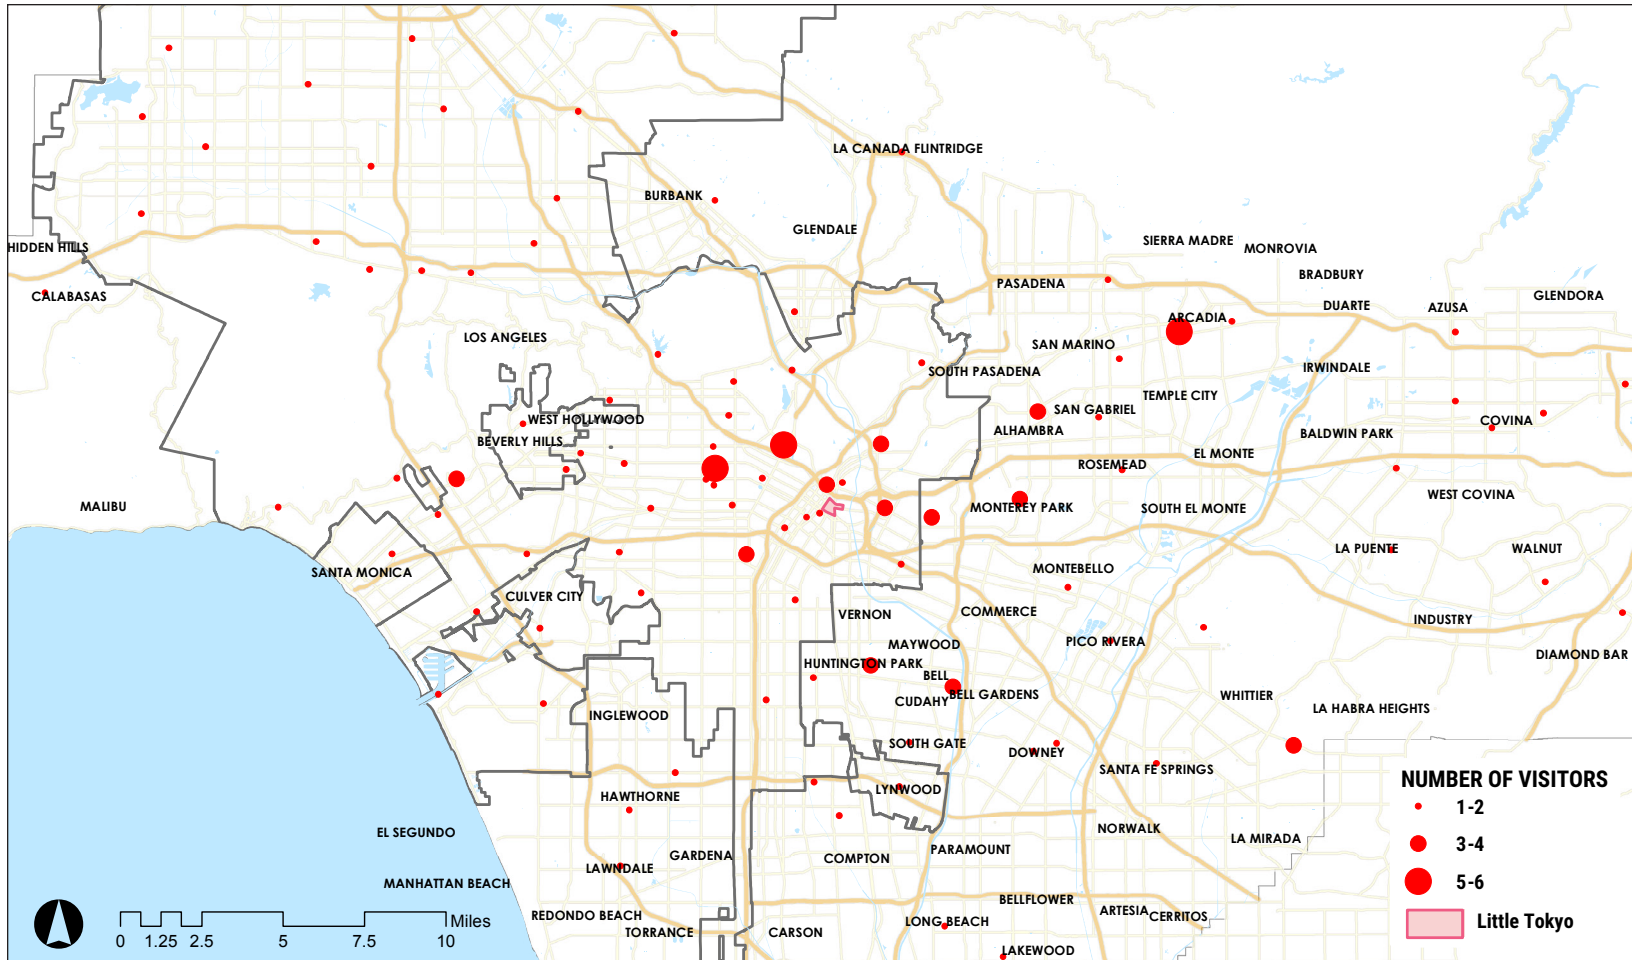 LA CANADA FLINTRIDGE
BURBANK
GLENDALE
SIERRA MADRE
MONROVIA
HIDDEN HILLS
BRADBURY
PASADENA
CALABASAS
GLENDORA
DUARTE
AZUSA
ARCADIA
LOS ANGELES
SAN MARINO
IRWINDALE
SOUTH PASADENA
TEMPLE CITY
SAN GABRIEL
WEST HOLLYWOOD
COVINA
ALHAMBRA
BALDWIN PARK
BEVERLY HILLS
EL MONTE
ROSEMEAD
WEST COVINA
MALIBU
MONTEREY PARK
SOUTH EL MONTE
LA PUENTE
WALNUT
MONTEBELLO
SANTA MONICA
CULVER CITY
COMMERCE
VERNON
INDUSTRY
PICO RIVERA
MAYWOOD
DIAMOND BAR
HUNTINGTON PARK
BELL
BELL GARDENS
WHITTIER
CUDAHY
LA HABRA HEIGHTS
INGLEWOOD
SOUTH GATE
DOWNEY
SANTA FE SPRINGS
LYNWOOD
HAWTHORNE
NORWALK
EL SEGUNDO
LA MIRADA
PARAMOUNT
GARDENA
COMPTON
LAWNDALE
MANHATTAN BEACH
BELLFLOWER
ARTESIA
CERRITOS
REDONDO BEACH
LONG BEACH
TORRANCE
CARSON
LAKEWOOD
NUMBER OF VISITORS
1-2
3-4
5-6
Little Tokyo
Miles
0 1.25 2.5 5 7.5 10